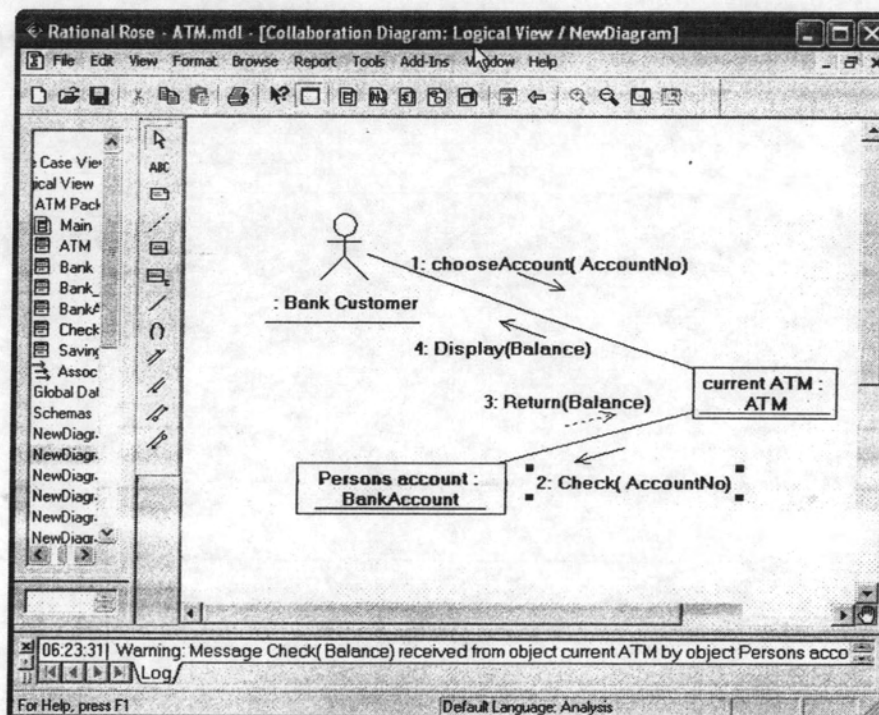 Rational Rose - ATM.mdl - [Collaboration Diagram: Logical View / NewDiagram]
File Edit View Format Browse Report Tools Add-Ins Window Help
Case View
ical View
ATM Pack
Main
ATM
Bank
Bank_
BankA
Check
Saving
Assoc
Global Dat
Schemas
NewDiagr
NewDiagr
NewDiagr
NewDiagr
NewDiagr
NewDiagr
ABC
1: chooseAccount( AccountNo)
: Bank Customer
4: Display(Balance)
current ATM :
ATM
3: Return(Balance)
Persons account :
BankAccount
2: Check( AccountNo)
06:23:31| Warning: Message Check( Balance) received from object current ATM by object Persons acco
Log
For Help, press F1
Default Language: Analysis